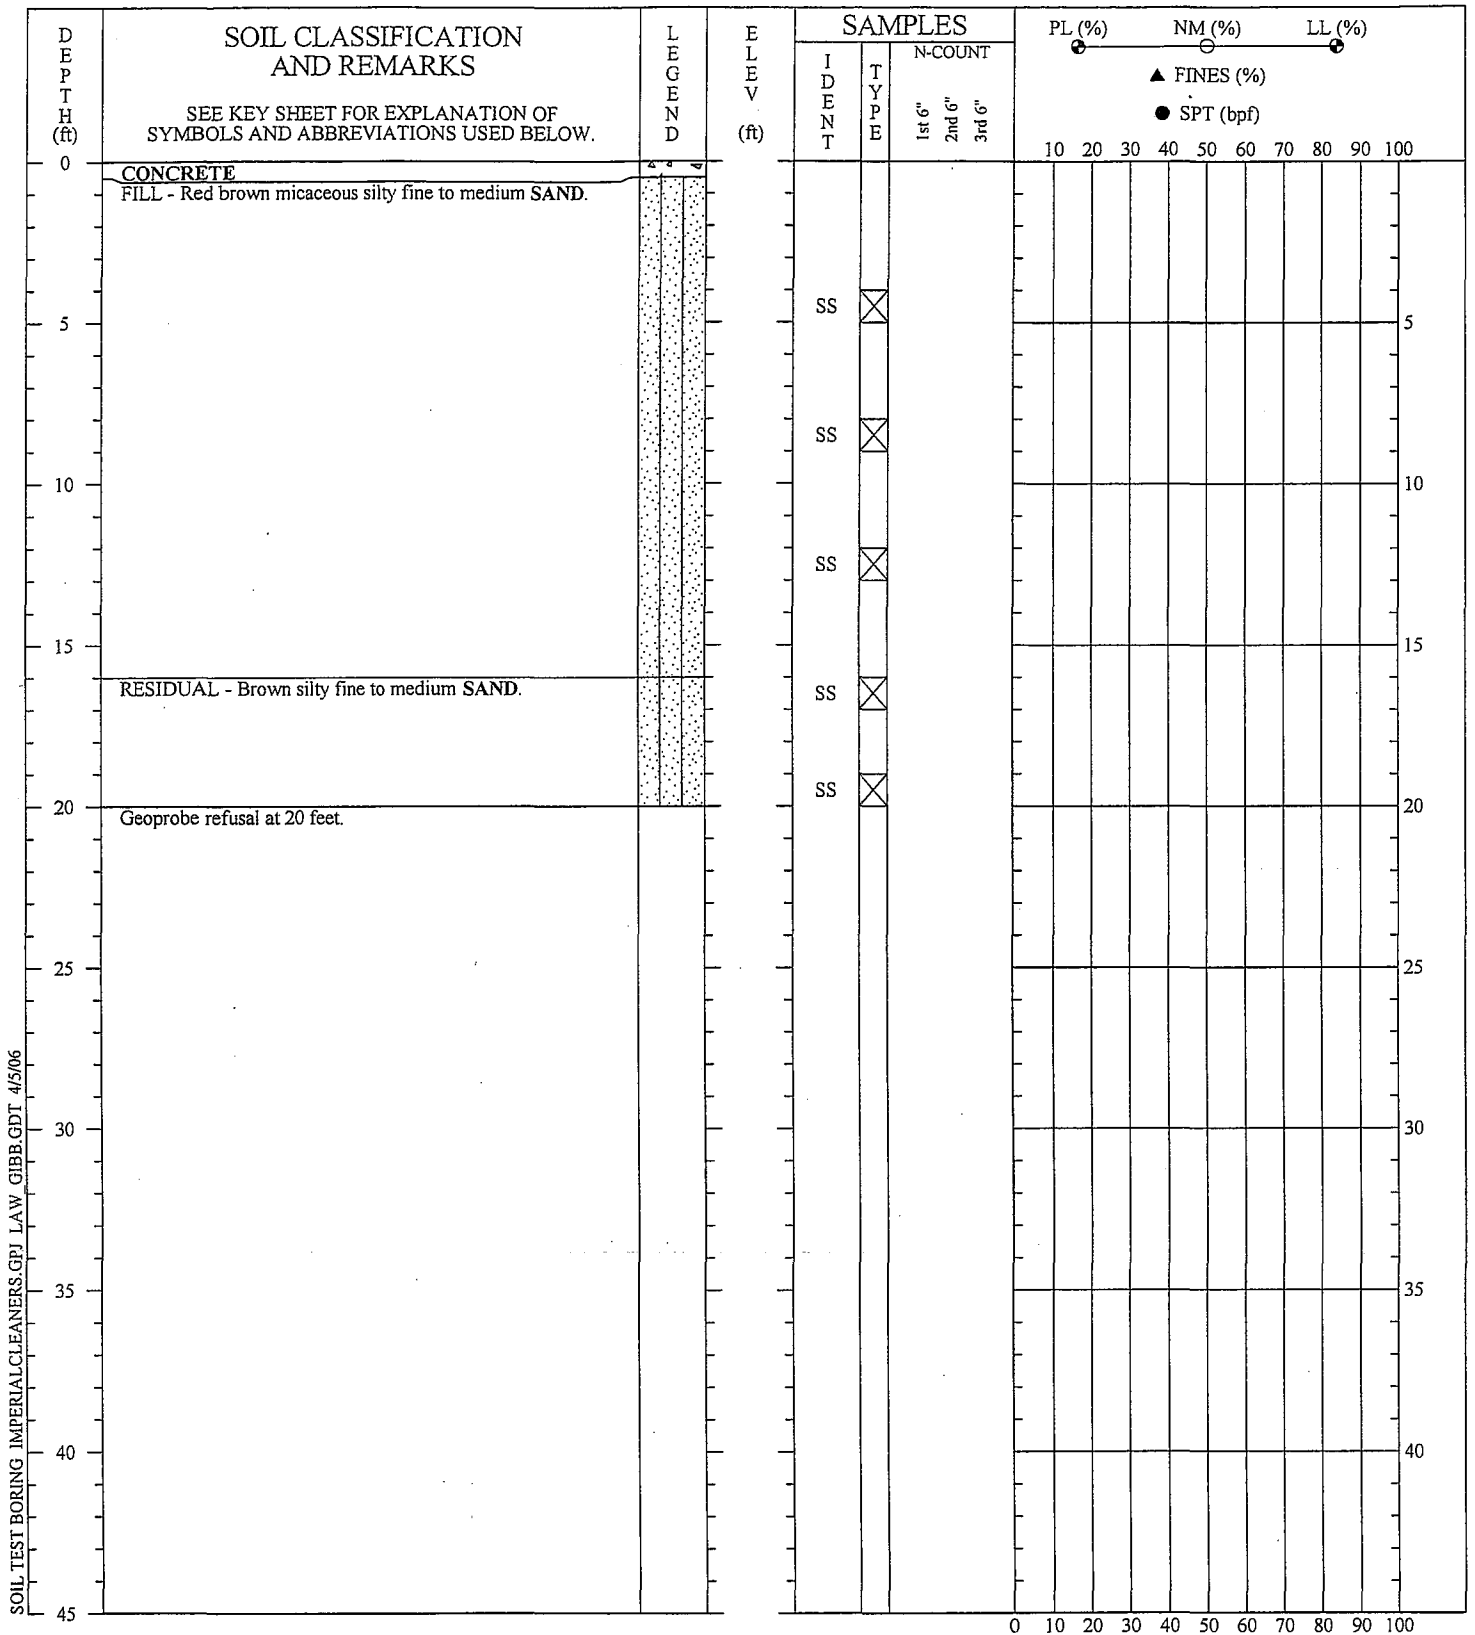 DEPTH (ft)
SOIL CLASSIFICATION
AND REMARKS
SEE KEY SHEET FOR EXPLANATION OF
SYMBOLS AND ABBREVIATIONS USED BELOW.
LEGEND
ELEV (ft)
SAMPLES
IDENT
TYPE
N-COUNT
1st 6"
2nd 6"
3rd 6"
PL (%) NM (%) LL (%)
▲ FINES (%)
● SPT (bpf)
10 20 30 40 50 60 70 80 90 100
0
CONCRETE
FILL - Red brown micaceous silty fine to medium SAND.
SS
5 5
SS
10 10
SS
15 15
RESIDUAL - Brown silty fine to medium SAND.
SS
SS
20 20
Geoprobe refusal at 20 feet.
25 25
30 30
35 35
40 40
45
0 10 20 30 40 50 60 70 80 90 100
SOIL TEST BORING IMPERIALCLEANERS.GPJ LAW_GIBB.GDT 4/5/06